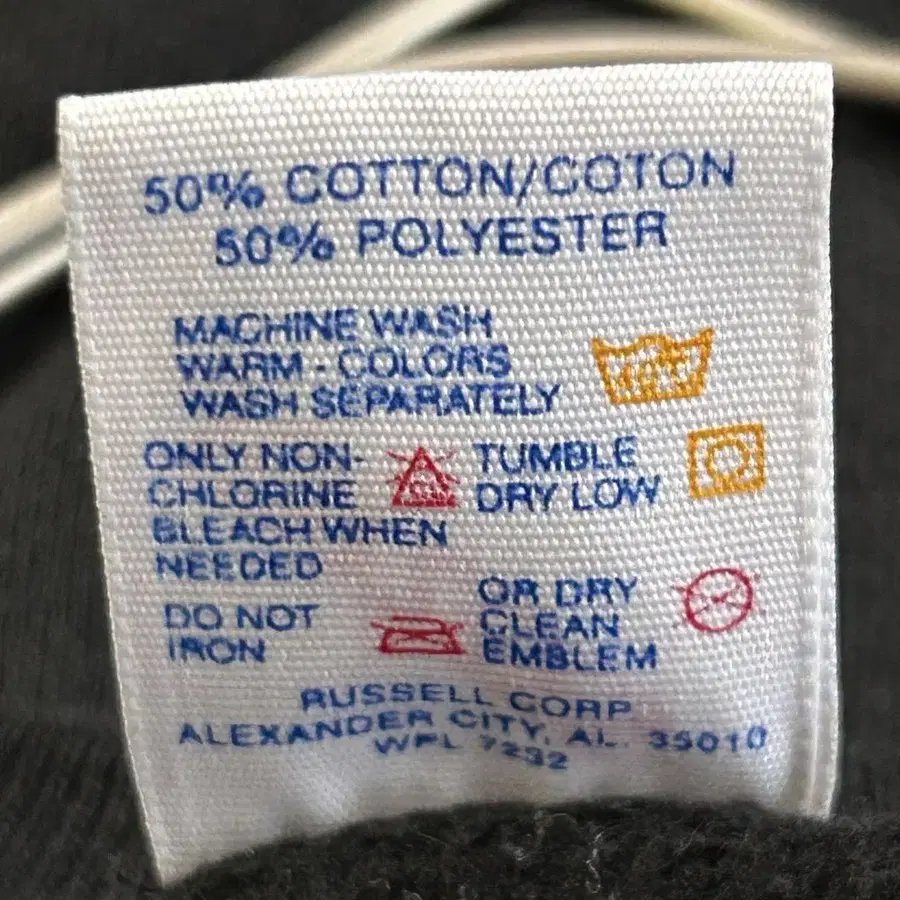 50% COTTON/COTON
50% POLYESTER
MACHINE WASH
WARM - COLORS
WASH SEPARATELY
ONLY NON-
CHLORINE
BLEACH WHEN
NEEDED
TUMBLE
DRY LOW
DO NOT
IRON
OR DRY
CLEAN
EMBLEM
RUSSELL CORP
ALEXANDER CITY, AL. 35010
WPL 7232